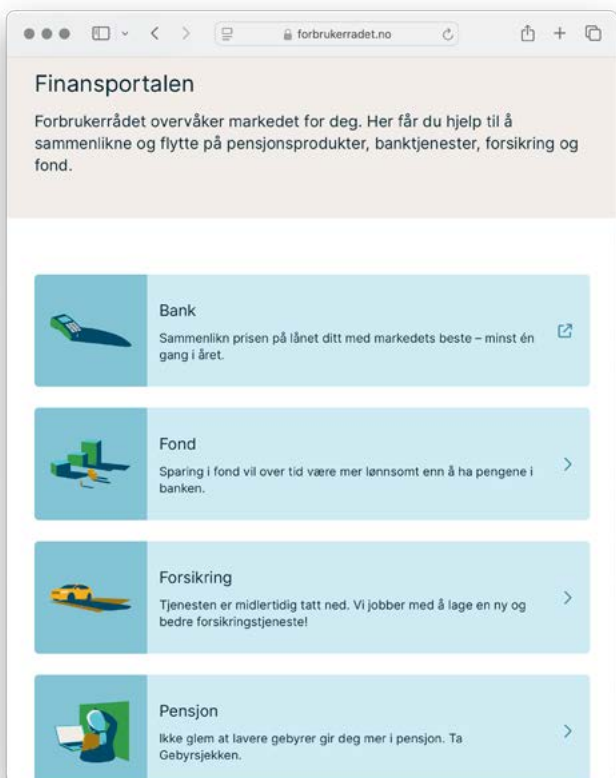 forbrukerradet.no
Finansportalen
Forbrukerrådet overvåker markedet for deg. Her får du hjelp til å
sammenlikne og flytte på pensjonsprodukter, banktjenester, forsikring og
fond.
Bank
Sammenlikn prisen på lånet ditt med markedets beste – minst én
gang i året.
Fond
Sparing i fond vil over tid være mer lønnsomt enn å ha pengene i
banken.
Forsikring
Tjenesten er midlertidig tatt ned. Vi jobber med å lage en ny og
bedre forsikringstjeneste!
Pensjon
Ikke glem at lavere gebyrer gir deg mer i pensjon. Ta
Gebyrsjekken.